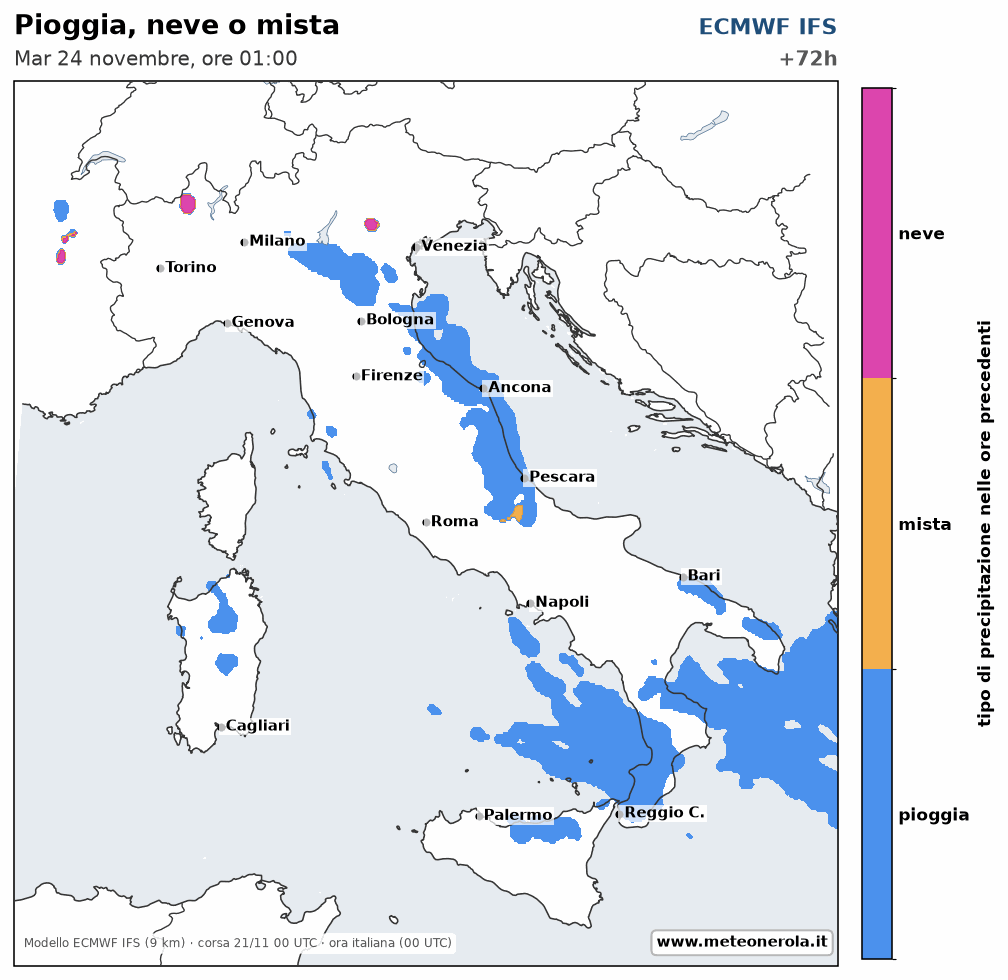 Pioggia, neve o mista
ECMWF IFS
Mar 24 novembre, ore 01:00
+72h
neve
mista
pioggia
tipo di precipitazione nelle ore precedenti
Milano
Venezia
Torino
Genova
Bologna
Firenze
Ancona
Pescara
Roma
Bari
Napoli
Cagliari
Palermo
Reggio C.
Modello ECMWF IFS (9 km) · corsa 21/11 00 UTC · ora italiana (00 UTC)
www.meteonerola.it